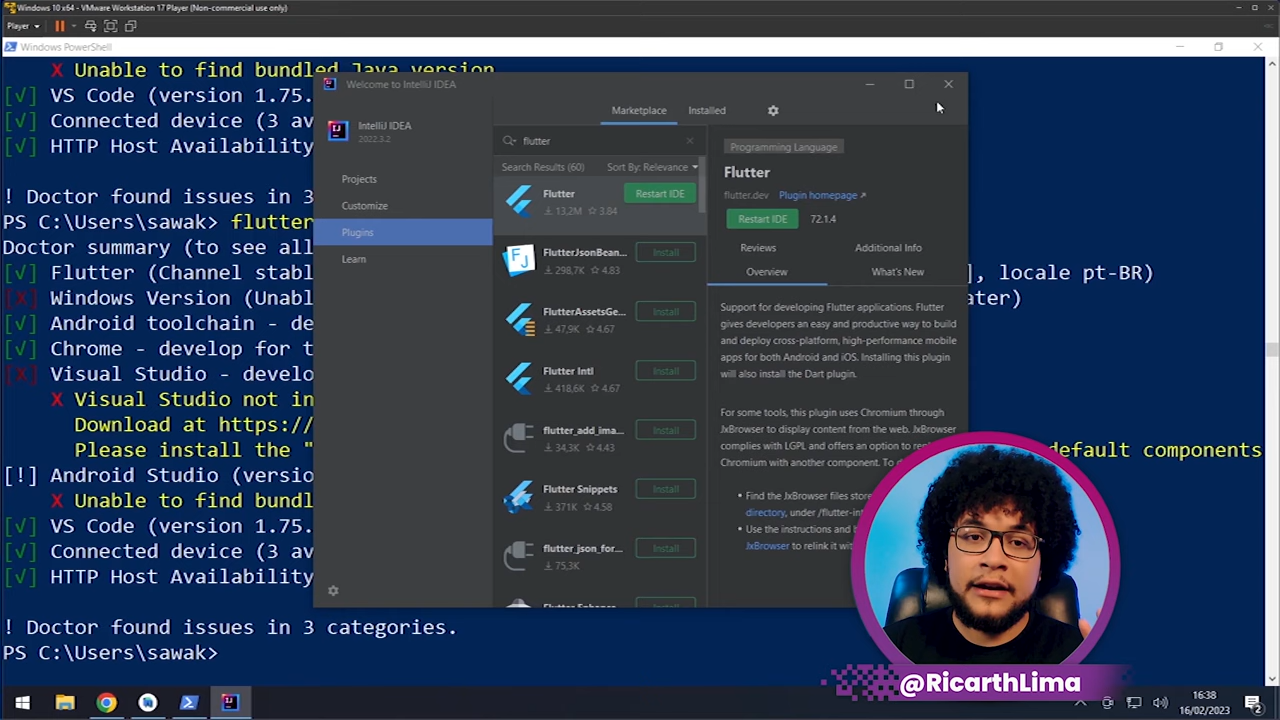 Windows 10 x64 - VMware Workstation 17 Player (Non-commercial use only)
Player
Windows PowerShell
X Unable to find bundled Java version
[√] VS Code (version 1.75.
[√] Connected device (3 av
[√] HTTP Host Availability
! Doctor found issues in 3
PS C:\Users\sawak> flutter
Doctor summary (to see all
[√] Flutter (Channel stabl ], locale pt-BR)
[X] Windows Version (Unabl ater)
[√] Android toolchain - de
[√] Chrome - develop for t
[X] Visual Studio - develo
X Visual Studio not in
Download at https://
Please install the " default components
[!] Android Studio (versio
X Unable to find bundl
[√] VS Code (version 1.75.
[√] Connected device (3 av
[√] HTTP Host Availability
! Doctor found issues in 3 categories.
PS C:\Users\sawak>
Welcome to IntelliJ IDEA
IntelliJ IDEA
2022.3.2
Projects
Customize
Plugins
Learn
Marketplace Installed
flutter
Search Results (60) Sort By: Relevance
Flutter Restart IDE
13,2M 3.84
FlutterJsonBean... Install
298,7K 4.83
FlutterAssetsGe... Install
47,9K 4.67
Flutter Intl Install
418,6K 4.67
flutter_add_ima... Install
34,3K 4.43
Flutter Snippets Install
371K 4.58
flutter_json_for... Install
75,3K
Programming Language
Flutter
flutter.dev Plugin homepage ↗
Restart IDE 72.1.4
Reviews Additional Info
Overview What's New
Support for developing Flutter applications. Flutter
gives developers an easy and productive way to build
and deploy cross-platform, high-performance mobile
apps for both Android and iOS. Installing this plugin
will also install the Dart plugin.
For some tools, this plugin uses Chromium through
JxBrowser to display content from the web. JxBrowser
complies with LGPL and offers an option to
Chromium with another component. To
Find the JxBrowser files
directory, under
Use the instructions and
JxBrowser to relink it
@RicarthLima
16:38
16/02/2023
2